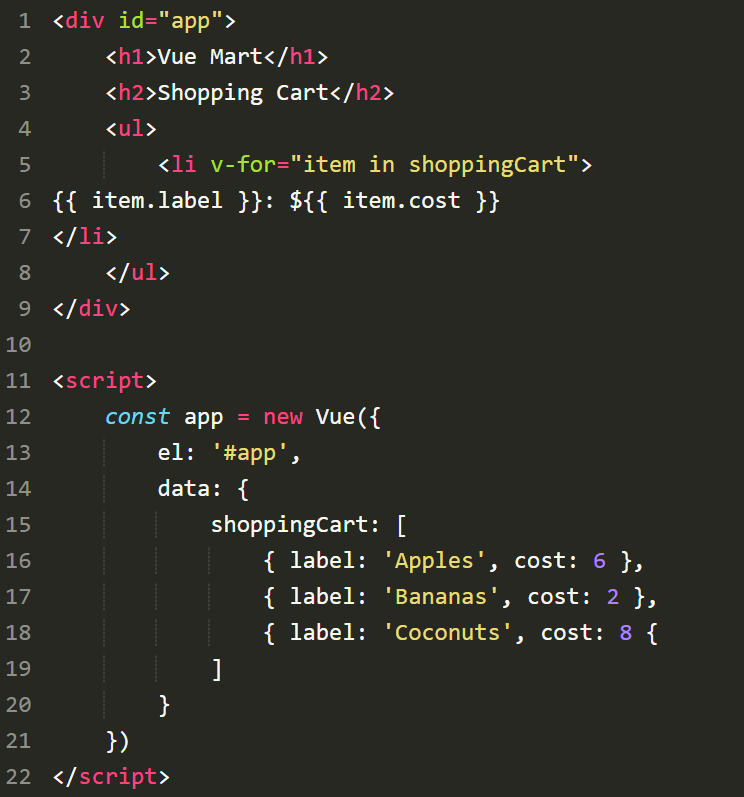 1 <div id="app">
2     <h1>Vue Mart</h1>
3     <h2>Shopping Cart</h2>
4     <ul>
5         <li v-for="item in shoppingCart">
6 {{ item.label }}: ${{ item.cost }}
7 </li>
8     </ul>
9 </div>
10
11 <script>
12     const app = new Vue({
13         el: '#app',
14         data: {
15             shoppingCart: [
16                 { label: 'Apples', cost: 6 },
17                 { label: 'Bananas', cost: 2 },
18                 { label: 'Coconuts', cost: 8 {
19             ]
20         }
21     })
22 </script>